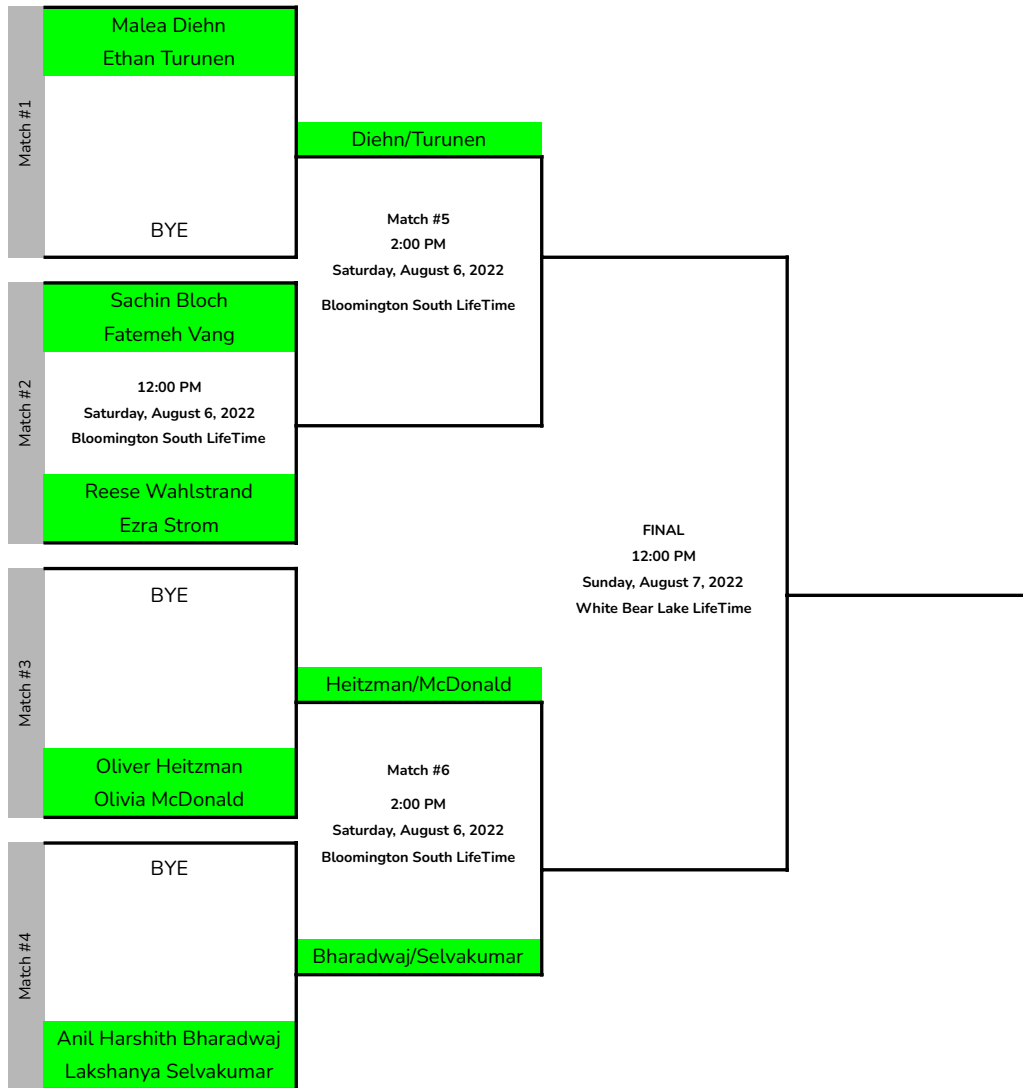 Match #1
Malea Diehn
Ethan Turunen
BYE
Diehn/Turunen
Match #5
2:00 PM
Saturday, August 6, 2022
Bloomington South LifeTime
Match #2
Sachin Bloch
Fatemeh Vang
12:00 PM
Saturday, August 6, 2022
Bloomington South LifeTime
Reese Wahlstrand
Ezra Strom
FINAL
12:00 PM
Sunday, August 7, 2022
White Bear Lake LifeTime
Match #3
BYE
Oliver Heitzman
Olivia McDonald
Heitzman/McDonald
Match #6
2:00 PM
Saturday, August 6, 2022
Bloomington South LifeTime
Bharadwaj/Selvakumar
Match #4
BYE
Anil Harshith Bharadwaj
Lakshanya Selvakumar